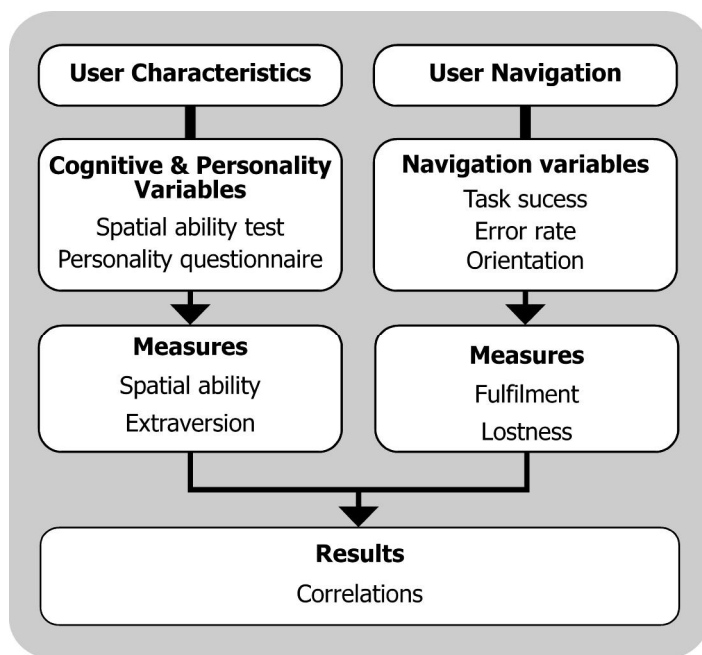 User Characteristics
Cognitive & Personality
Variables
Spatial ability test
Personality questionnaire
Measures
Spatial ability
Extraversion
User Navigation
Navigation variables
Task sucess
Error rate
Orientation
Measures
Fulfilment
Lostness
Results
Correlations